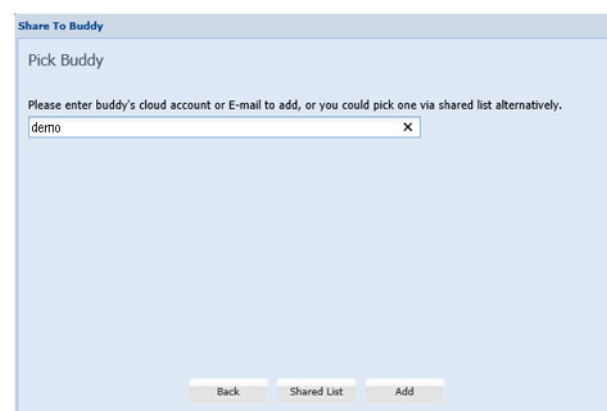 Share To Buddy
Pick Buddy
Please enter buddy's cloud account or E-mail to add, or you could pick one via shared list alternatively.
demo
Back Shared List Add